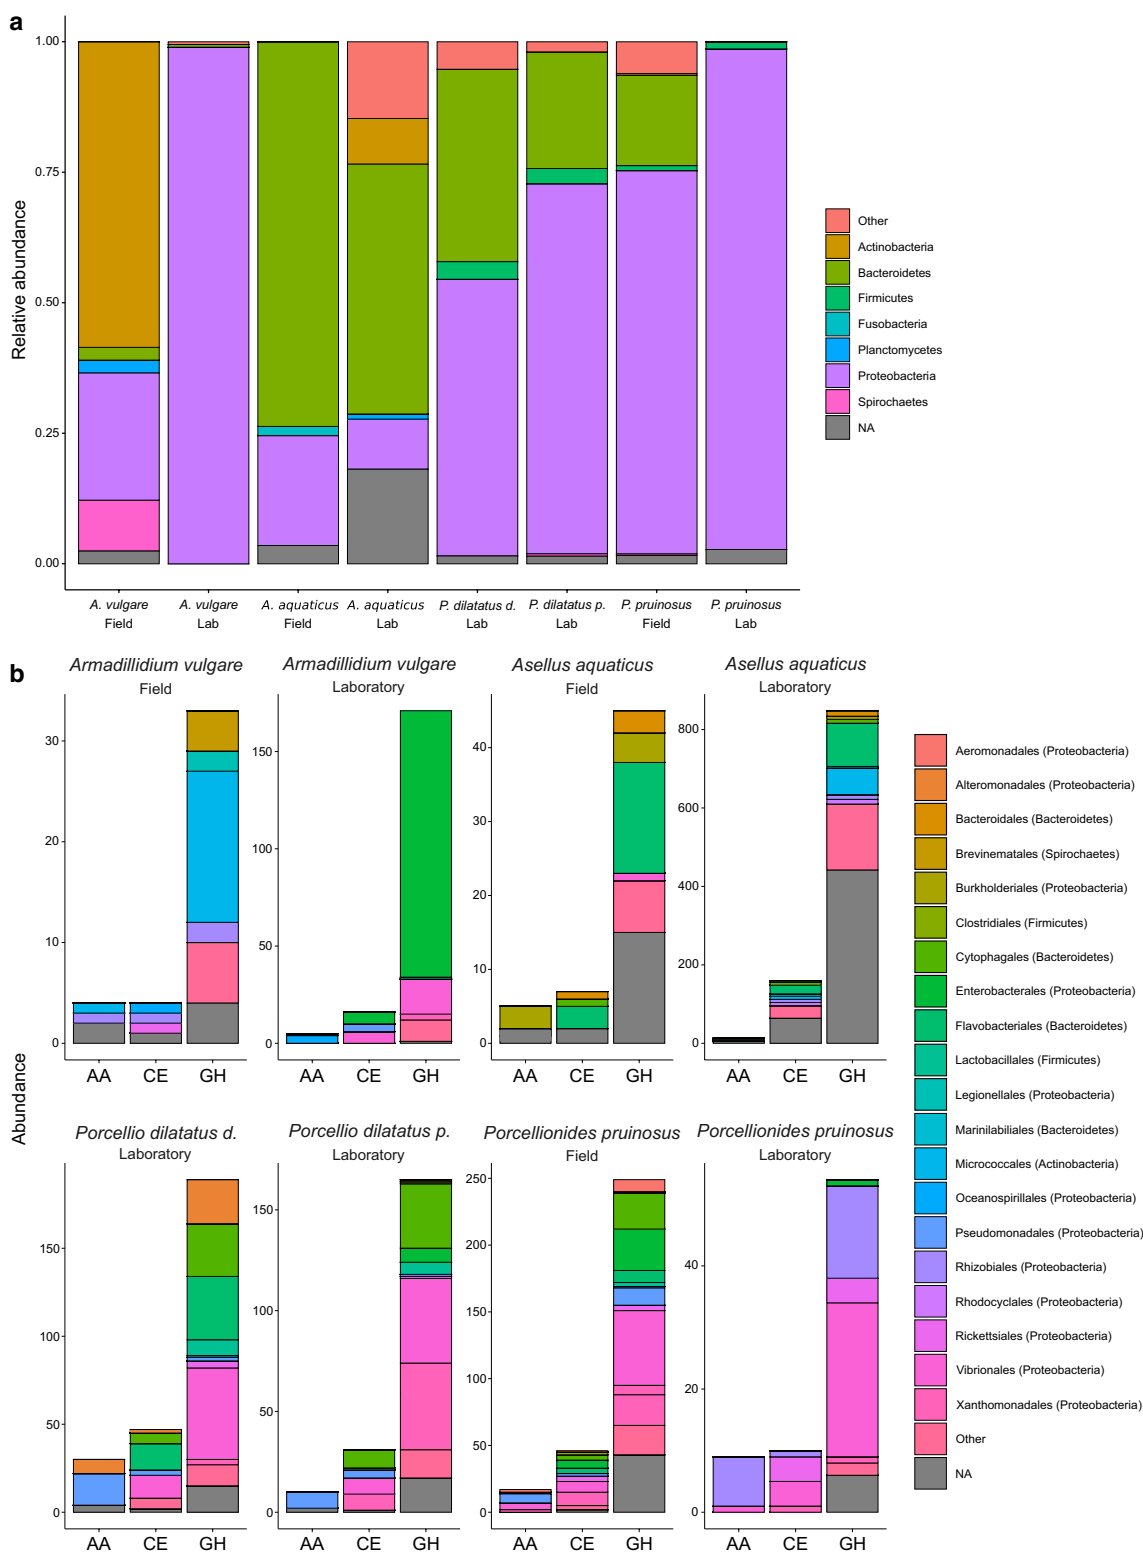 a
Relative abundance
1.00
0.75
0.50
0.25
0.00
A. vulgare
Field
A. vulgare
Lab
A. aquaticus
Field
A. aquaticus
Lab
P. dilatatus d.
Lab
P. dilatatus p.
Lab
P. pruinosus
Field
P. pruinosus
Lab
Other
Actinobacteria
Bacteroidetes
Firmicutes
Fusobacteria
Planctomycetes
Proteobacteria
Spirochaetes
NA
b
Abundance
Armadillidium vulgare
Field
30
20
10
0
AA CE GH
Armadillidium vulgare
Laboratory
150
100
50
0
AA CE GH
Asellus aquaticus
Field
40
30
20
10
0
AA CE GH
Asellus aquaticus
Laboratory
800
600
400
200
0
AA CE GH
Porcellio dilatatus d.
Laboratory
150
100
50
0
AA CE GH
Porcellio dilatatus p.
Laboratory
150
100
50
0
AA CE GH
Porcellionides pruinosus
Field
250
200
150
100
50
0
AA CE GH
Porcellionides pruinosus
Laboratory
40
20
0
AA CE GH
Aeromonadales (Proteobacteria)
Alteromonadales (Proteobacteria)
Bacteroidales (Bacteroidetes)
Brevinematales (Spirochaetes)
Burkholderiales (Proteobacteria)
Clostridiales (Firmicutes)
Cytophagales (Bacteroidetes)
Enterobacterales (Proteobacteria)
Flavobacteriales (Bacteroidetes)
Lactobacillales (Firmicutes)
Legionellales (Proteobacteria)
Marinilabiliales (Bacteroidetes)
Micrococcales (Actinobacteria)
Oceanospirillales (Proteobacteria)
Pseudomonadales (Proteobacteria)
Rhizobiales (Proteobacteria)
Rhodocyclales (Proteobacteria)
Rickettsiales (Proteobacteria)
Vibrionales (Proteobacteria)
Xanthomonadales (Proteobacteria)
Other
NA